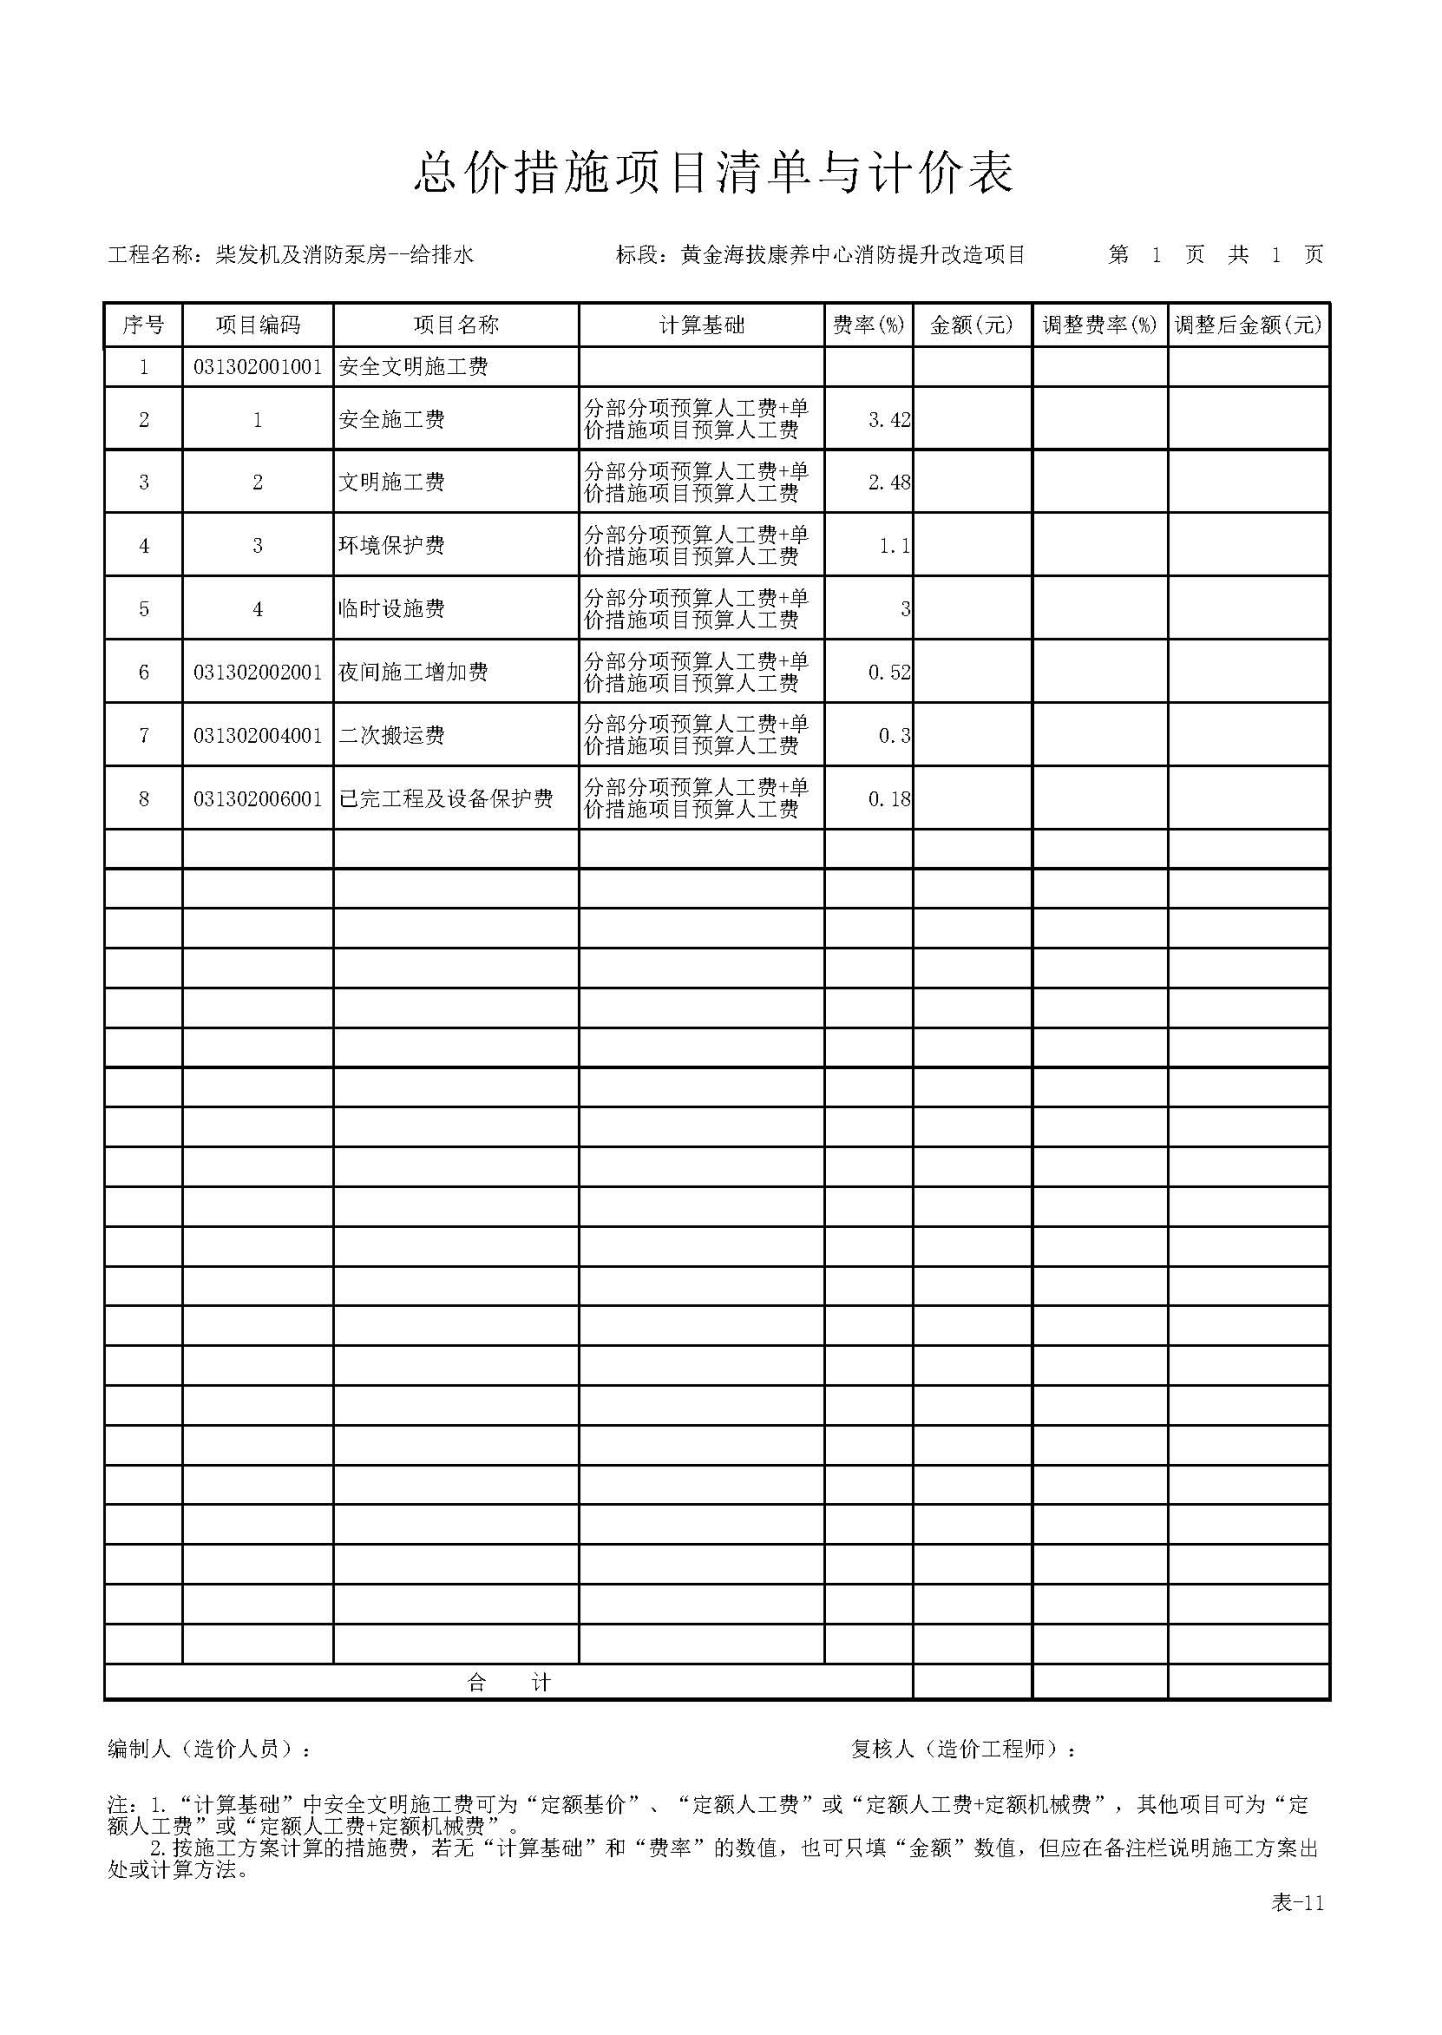 总价措施项目清单与计价表
工程名称：柴发机及消防泵房--给排水 标段：黄金海拔康养中心消防提升改造项目 第 1 页 共 1 页
序号 项目编码 项目名称 计算基础 费率(%) 金额(元) 调整费率(%) 调整后金额(元)
1 031302001001 安全文明施工费
2 1 安全施工费 分部分项预算人工费+单
价措施项目预算人工费 3.42
3 2 文明施工费 分部分项预算人工费+单
价措施项目预算人工费 2.48
4 3 环境保护费 分部分项预算人工费+单
价措施项目预算人工费 1.1
5 4 临时设施费 分部分项预算人工费+单
价措施项目预算人工费 3
6 031302002001 夜间施工增加费 分部分项预算人工费+单
价措施项目预算人工费 0.52
7 031302004001 二次搬运费 分部分项预算人工费+单
价措施项目预算人工费 0.3
8 031302006001 已完工程及设备保护费 分部分项预算人工费+单
价措施项目预算人工费 0.18
合 计
编制人（造价人员）： 复核人（造价工程师）：
注：1.“计算基础”中安全文明施工费可为“定额基价”、“定额人工费”或“定额人工费+定额机械费”，其他项目可为“定
额人工费”或“定额人工费+定额机械费”。
2.按施工方案计算的措施费，若无“计算基础”和“费率”的数值，也可只填“金额”数值，但应在备注栏说明施工方案出
处或计算方法。
表-11